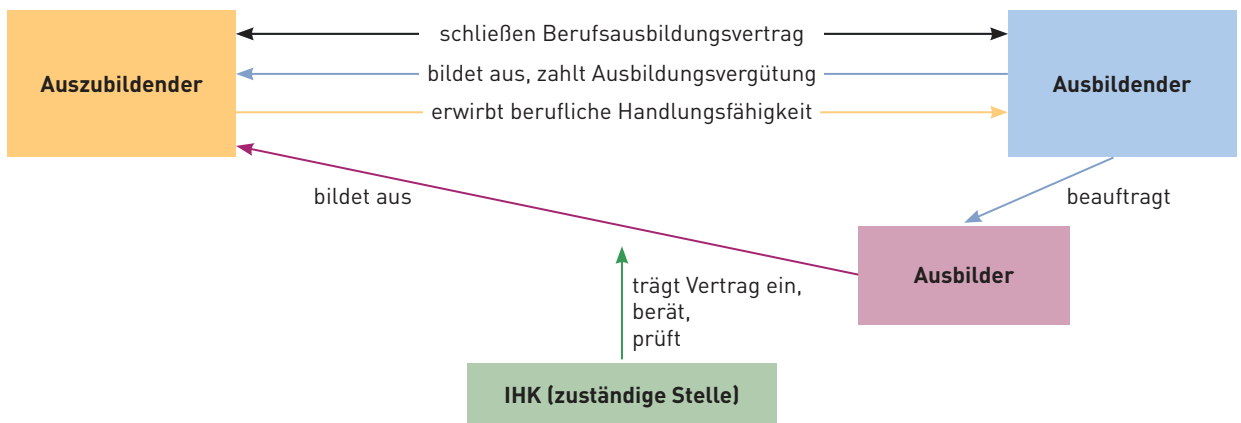 schließen Berufsausbildungsvertrag
Auszubildender
bildet aus, zahlt Ausbildungsvergütung
Ausbildender
erwirbt berufliche Handlungsfähigkeit
bildet aus
beauftragt
Ausbilder
trägt Vertrag ein,
berät,
prüft
IHK (zuständige Stelle)